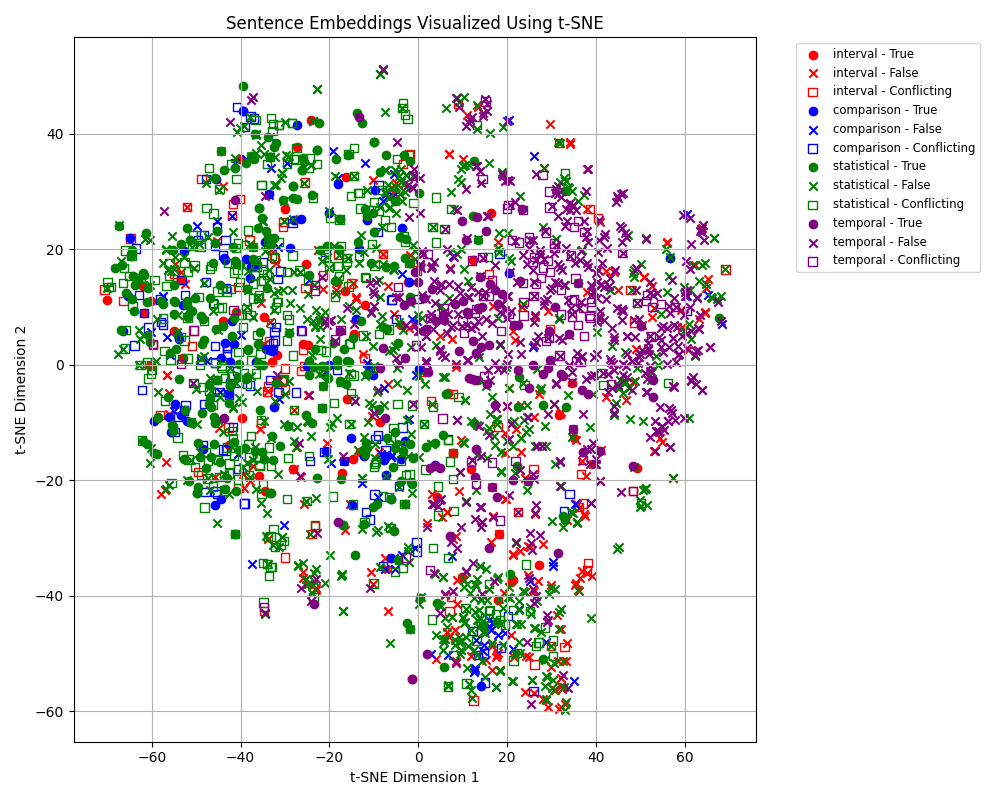 Sentence Embeddings Visualized Using t-SNE
t-SNE Dimension 2
40
20
0
−20
−40
−60
−60
−40
−20
0
20
40
60
t-SNE Dimension 1
interval - True
interval - False
interval - Conflicting
comparison - True
comparison - False
comparison - Conflicting
statistical - True
statistical - False
statistical - Conflicting
temporal - True
temporal - False
temporal - Conflicting